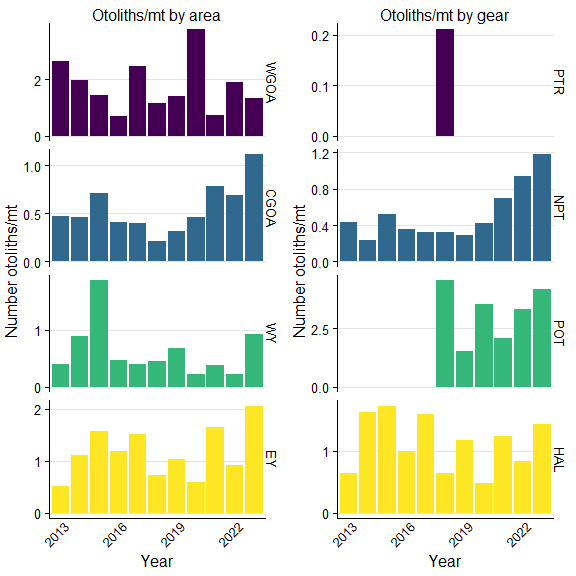 Otoliths/mt by area
Number otoliths/mt
2
0
WGOA
1.0
0.5
0.0
CGOA
1
0
WY
2
1
0
EY
2013
2016
2019
2022
Year
Otoliths/mt by gear
Number otoliths/mt
0.2
0.1
0.0
PTR
1.2
0.8
0.4
0.0
NPT
2.5
0.0
POT
1
0
HAL
2013
2016
2019
2022
Year